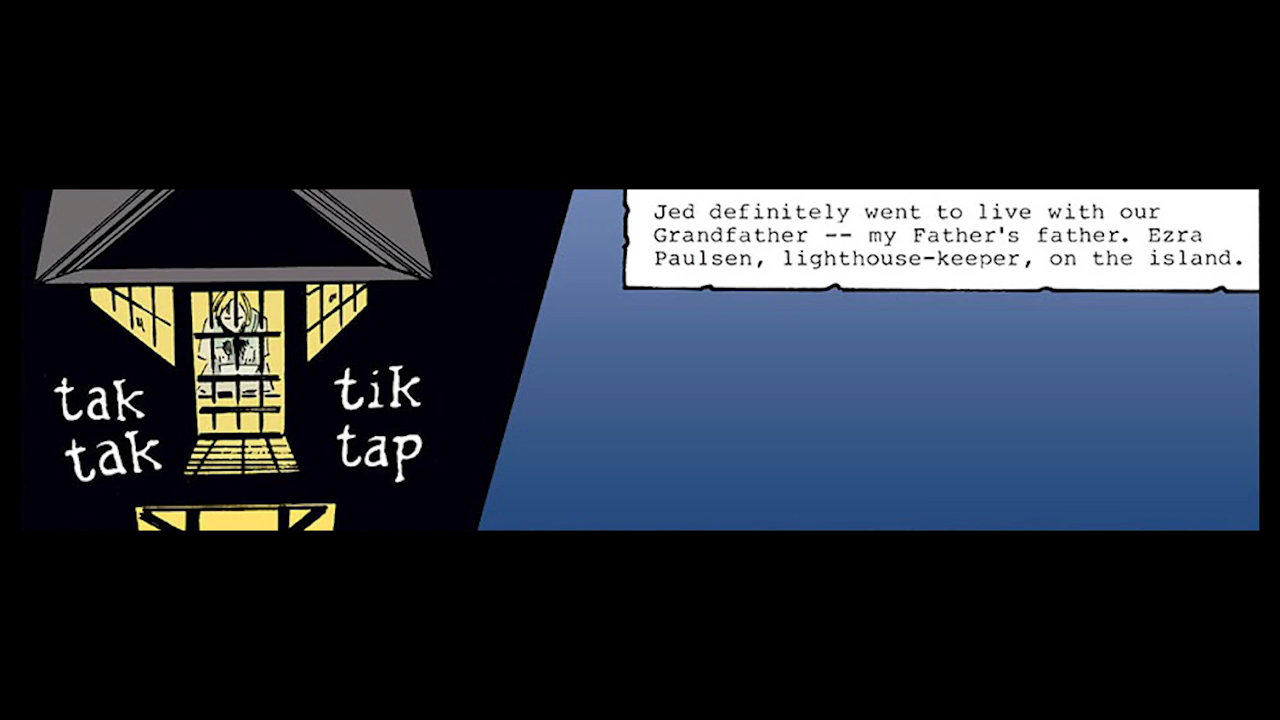 tak
tak
tik
tap
Jed definitely went to live with our
Grandfather -- my Father's father. Ezra
Paulsen, lighthouse-keeper, on the island.